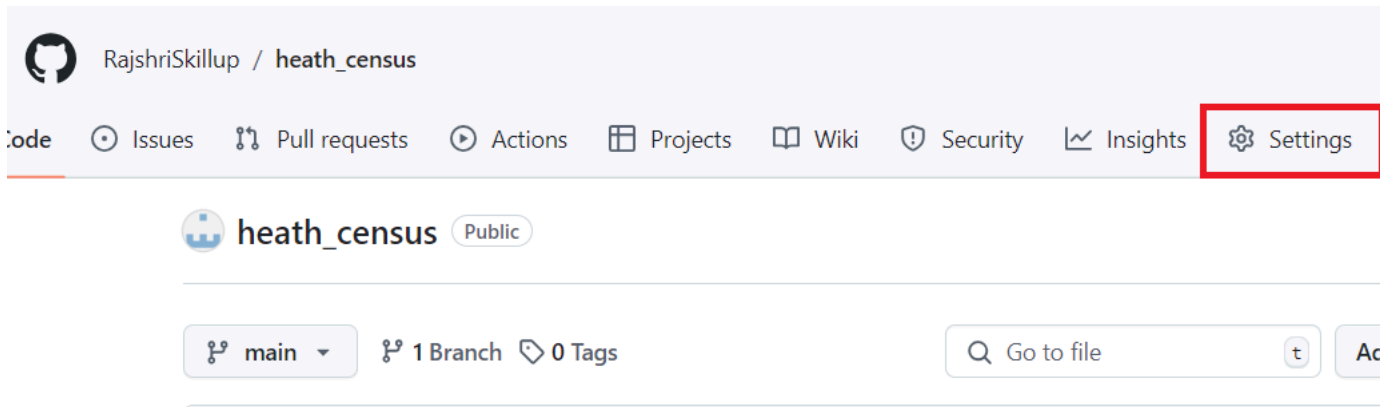 RajshriSkillup / heath_census
Code Issues Pull requests Actions Projects Wiki Security Insights Settings
heath_census Public
main 1 Branch 0 Tags Go to file t